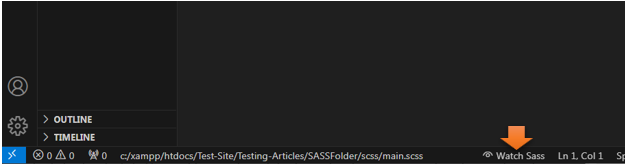 OUTLINE
TIMELINE
0 0 0 c:/xampp/htdocs/Test-Site/Testing-Articles/SASSFolder/scss/main.scss Watch Sass Ln 1, Col 1 Sp